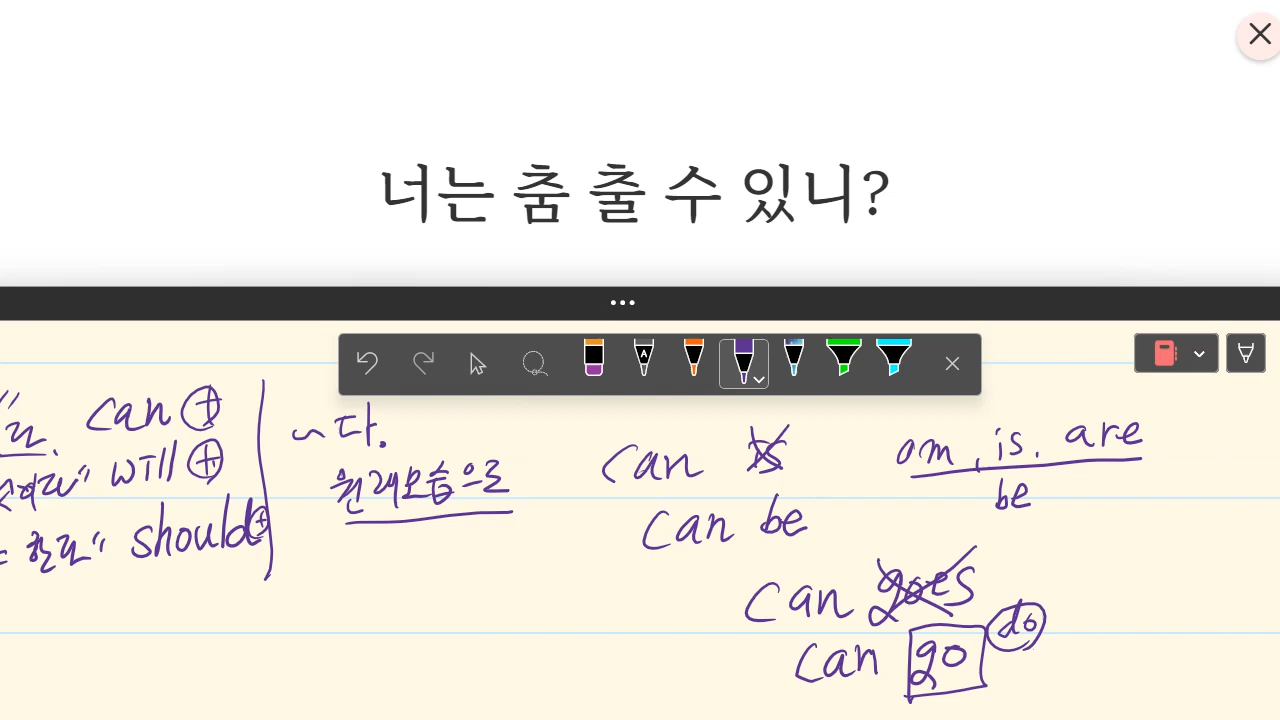 너는 춤 출 수 있니?
can +
will +
should +
~다.
원래모습으로
can is
can be
am, is, are
be
can goes
can go do